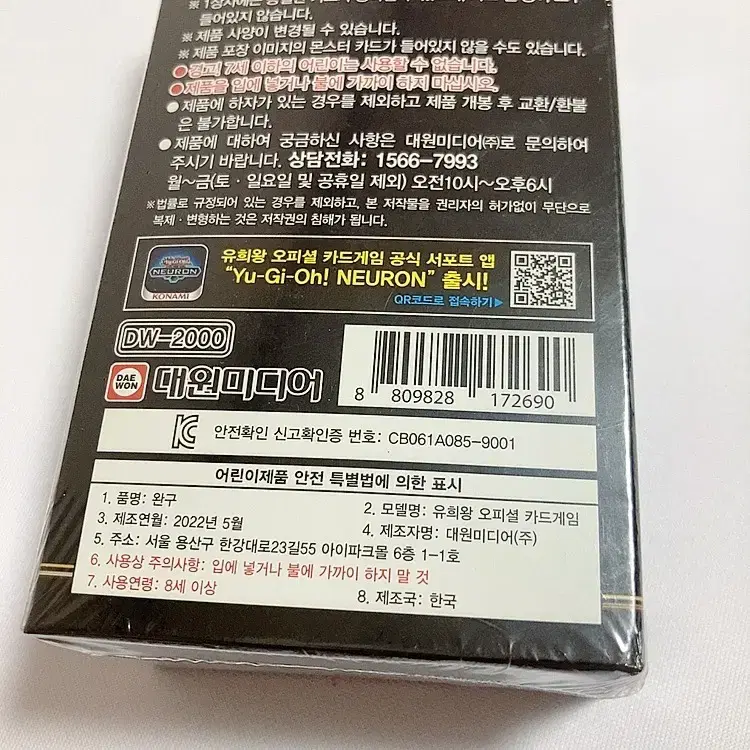 들어있지 않습니다.
※ 제품 사양이 변경될 수 있습니다.
※ 제품 포장 이미지의 몬스터 카드가 들어있지 않을 수도 있습니다.
●경고! 7세 이하의 어린이는 사용할 수 없습니다.
●제품을 입에 넣거나 불에 가까이 하지 마십시오.
●제품에 하자가 있는 경우를 제외하고 제품 개봉 후 교환/환불
은 불가합니다.
●제품에 대하여 궁금하신 사항은 대원미디어㈜로 문의하여
주시기 바랍니다. 상담전화: 1566-7993
월~금(토·일요일 및 공휴일 제외) 오전10시~오후6시
※법률로 규정되어 있는 경우를 제외하고, 본 저작물을 권리자의 허가없이 무단으로
복제·변형하는 것은 저작권의 침해가 됩니다.
NEURON
KONAMI
유희왕 오피셜 카드게임 공식 서포트 앱
“Yu-Gi-Oh! NEURON” 출시!
QR코드로 접속하기▶
DW-2000
DAE
WON
대원미디어
8 809828 172690
안전확인 신고확인증 번호: CB061A085-9001
어린이제품 안전 특별법에 의한 표시
1. 품명: 완구
2. 모델명: 유희왕 오피셜 카드게임
3. 제조연월: 2022년 5월
4. 제조자명: 대원미디어(주)
5. 주소: 서울 용산구 한강대로23길55 아이파크몰 6층 1-1호
6. 사용상 주의사항: 입에 넣거나 불에 가까이 하지 말 것
7. 사용연령: 8세 이상
8. 제조국: 한국